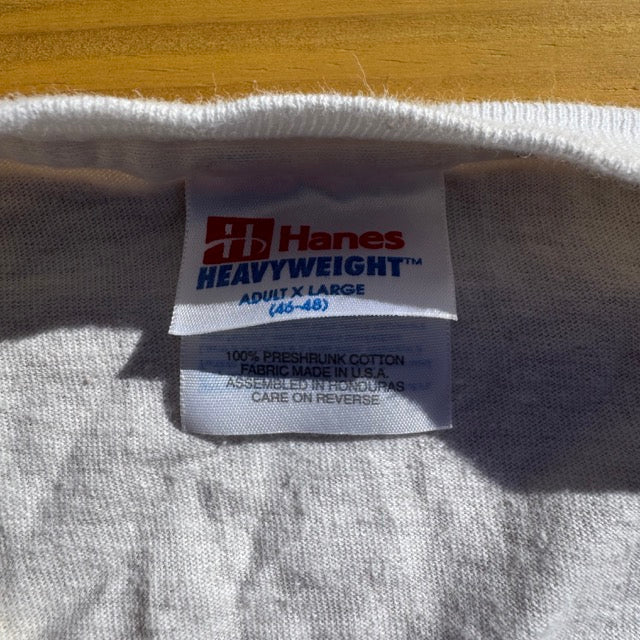 H Hanes
HEAVYWEIGHT™
ADULT X LARGE
(46-48)
100% PRESHRUNK COTTON
FABRIC MADE IN U.S.A.
ASSEMBLED IN HONDURAS
CARE ON REVERSE